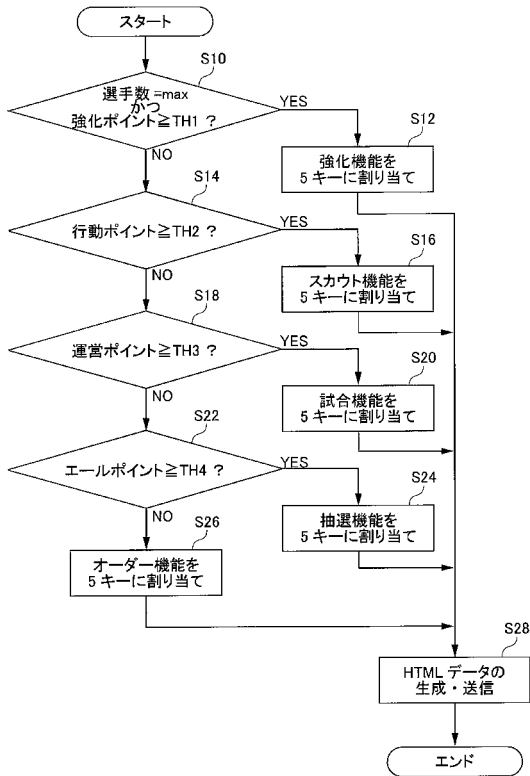 スタート
S10
選手数=max
かつ
強化ポイント≧TH1 ?
YES
NO
S12
強化機能を
5 キーに割り当て
S14
行動ポイント≧TH2 ?
YES
NO
S16
スカウト機能を
5 キーに割り当て
S18
運営ポイント≧TH3 ?
YES
NO
S20
試合機能を
5 キーに割り当て
S22
エールポイント≧TH4 ?
YES
NO
S24
抽選機能を
5 キーに割り当て
S26
オーダー機能を
5 キーに割り当て
S28
HTML データの
生成・送信
エンド